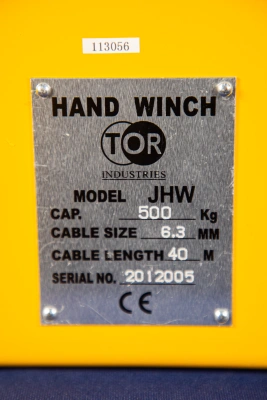 113056
HAND WINCH
TOR
INDUSTRIES
MODEL JHW
CAP. 500 Kg
CABLE SIZE 6.3 MM
CABLE LENGTH 40 M
SERIAL NO. 2012005
CE